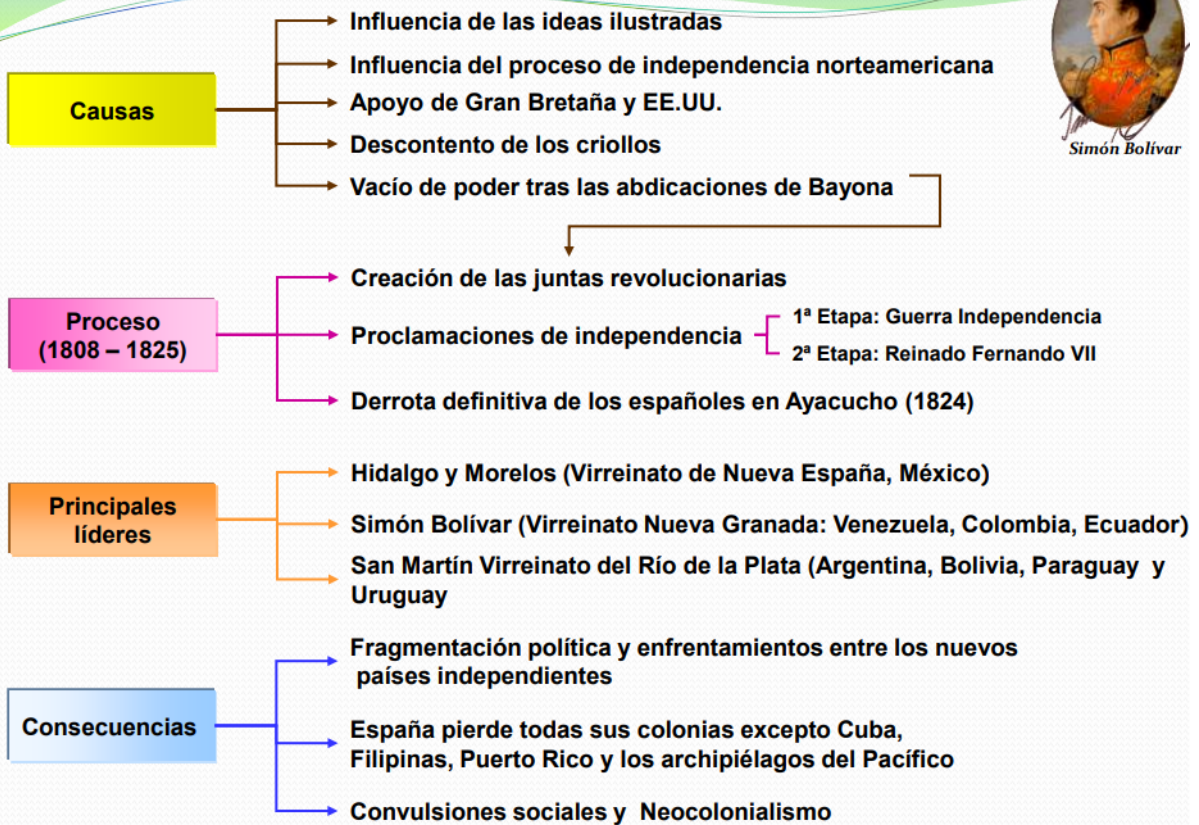 Influencia de las ideas ilustradas
Influencia del proceso de independencia norteamericana
Causas
Apoyo de Gran Bretaña y EE.UU.
Descontento de los criollos
Vacío de poder tras las abdicaciones de Bayona
Simón Bolívar
Creación de las juntas revolucionarias
Proceso
(1808 – 1825)
Proclamaciones de independencia
1ª Etapa: Guerra Independencia
2ª Etapa: Reinado Fernando VII
Derrota definitiva de los españoles en Ayacucho (1824)
Principales
líderes
Hidalgo y Morelos (Virreinato de Nueva España, México)
Simón Bolívar (Virreinato Nueva Granada: Venezuela, Colombia, Ecuador)
San Martín Virreinato del Río de la Plata (Argentina, Bolivia, Paraguay y
Uruguay
Consecuencias
Fragmentación política y enfrentamientos entre los nuevos
países independientes
España pierde todas sus colonias excepto Cuba,
Filipinas, Puerto Rico y los archipiélagos del Pacífico
Convulsiones sociales y Neocolonialismo